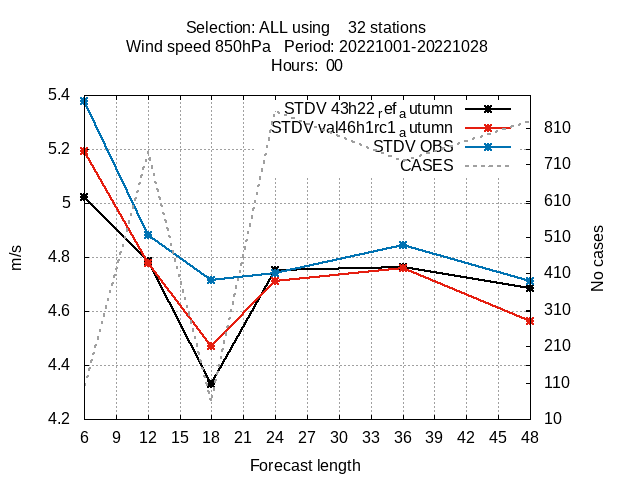 Selection: ALL using 32 stations
Wind speed 850hPa Period: 20221001-20221028
Hours: 00
STDV 43h22ref autumn
STDV val46h1rc1autumn
STDV OBS
CASES
5.4
5.2
5
4.8
4.6
4.4
4.2
m/s
810
710
610
510
410
310
210
110
10
No cases
6 9 12 15 18 21 24 27 30 33 36 39 42 45 48
Forecast length